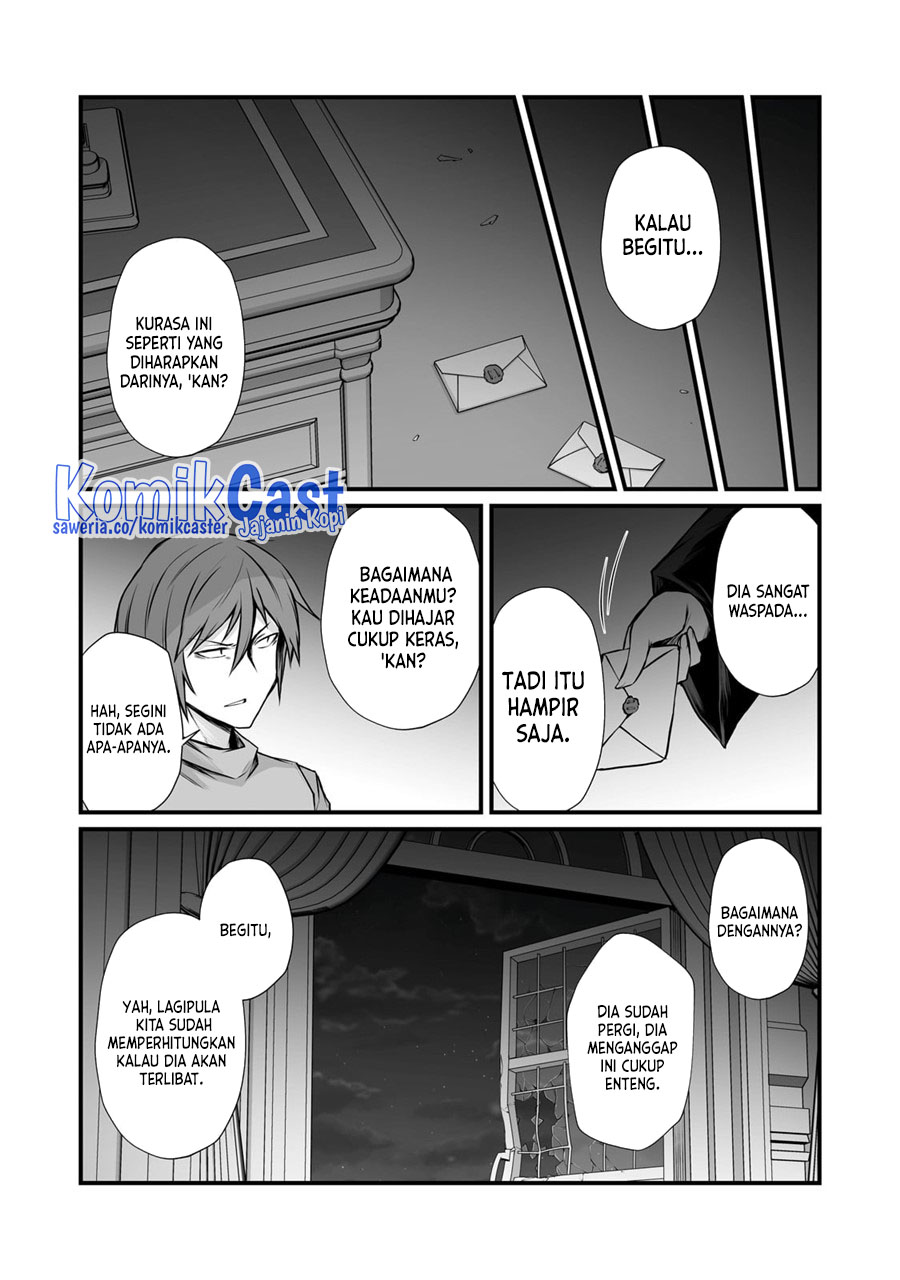 KALAU
BEGITU...
KURASA INI
SEPERTI YANG
DIHARAPKAN
DARINYA, 'KAN?
KomikCast
saweria.co/komikcaster
Jajanin Kopi
DIA SANGAT
WASPADA...
TADI ITU
HAMPIR
SAJA.
BAGAIMANA
KEADAANMU?
KAU DIHAJAR
CUKUP KERAS,
'KAN?
HAH, SEGINI
TIDAK ADA
APA-APANYA.
BAGAIMANA
DENGANNYA?
DIA SUDAH
PERGI, DIA
MENGANGGAP
INI CUKUP
ENTENG.
BEGITU,
YAH, LAGIPULA
KITA SUDAH
MEMPERHITUNGKAN
KALAU DIA AKAN
TERLIBAT.